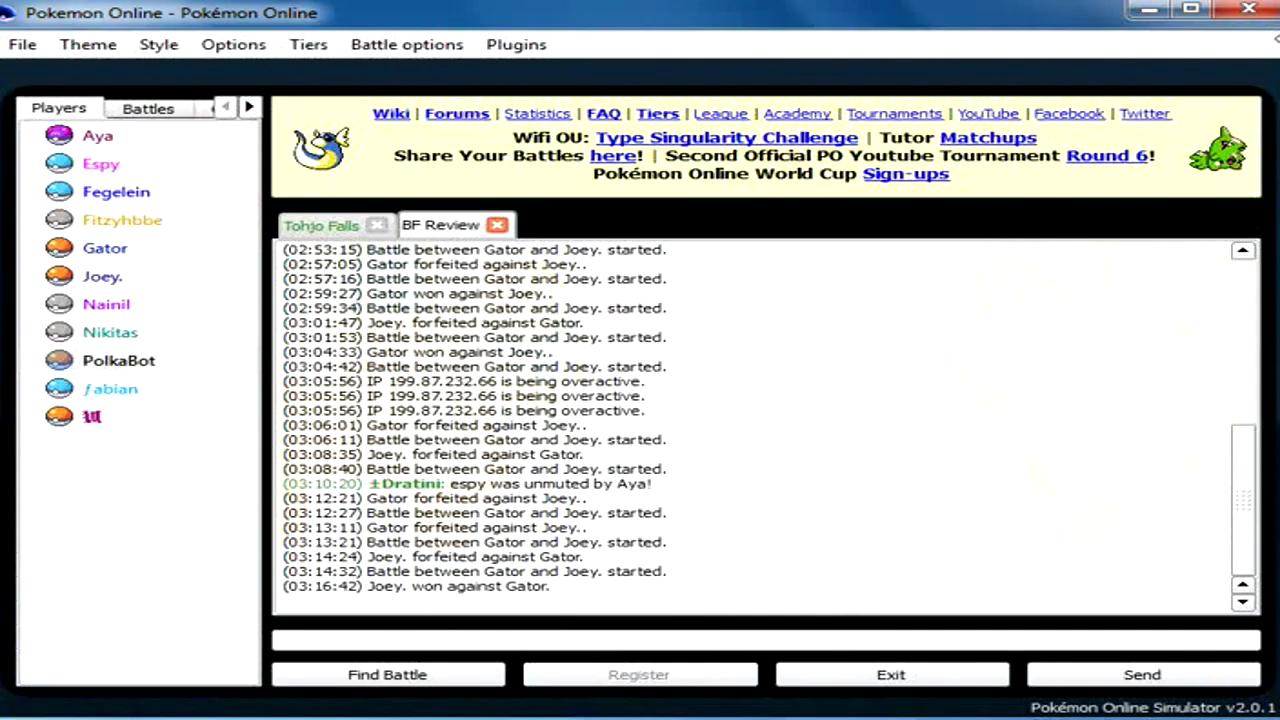 Pokemon Online - Pokémon Online
File Theme Style Options Tiers Battle options Plugins
Players Battles
Aya
Espy
Fegelein
Fitzyhbbe
Gator
Joey.
Nainil
Nikitas
PolkaBot
ƒabian
𝖀
Wiki | Forums | Statistics | FAQ | Tiers | League | Academy | Tournaments | YouTube | Facebook | Twitter
Wifi OU: Type Singularity Challenge | Tutor Matchups
Share Your Battles here! | Second Official PO Youtube Tournament Round 6!
Pokémon Online World Cup Sign-ups
Tohjo Falls BF Review
(02:53:15) Battle between Gator and Joey. started.
(02:57:05) Gator forfeited against Joey..
(02:57:16) Battle between Gator and Joey. started.
(02:59:27) Gator won against Joey..
(02:59:34) Battle between Gator and Joey. started.
(03:01:47) Joey. forfeited against Gator.
(03:01:53) Battle between Gator and Joey. started.
(03:04:33) Gator won against Joey..
(03:04:42) Battle between Gator and Joey. started.
(03:05:56) IP 199.87.232.66 is being overactive.
(03:05:56) IP 199.87.232.66 is being overactive.
(03:05:56) IP 199.87.232.66 is being overactive.
(03:06:01) Gator forfeited against Joey..
(03:06:11) Battle between Gator and Joey. started.
(03:08:35) Joey. forfeited against Gator.
(03:08:40) Battle between Gator and Joey. started.
(03:10:20) ±Dratini: espy was unmuted by Aya!
(03:12:21) Gator forfeited against Joey..
(03:12:27) Battle between Gator and Joey. started.
(03:13:11) Gator forfeited against Joey..
(03:13:21) Battle between Gator and Joey. started.
(03:14:24) Joey. forfeited against Gator.
(03:14:32) Battle between Gator and Joey. started.
(03:16:42) Joey. won against Gator.
Find Battle Register Exit Send
Pokémon Online Simulator v2.0.1